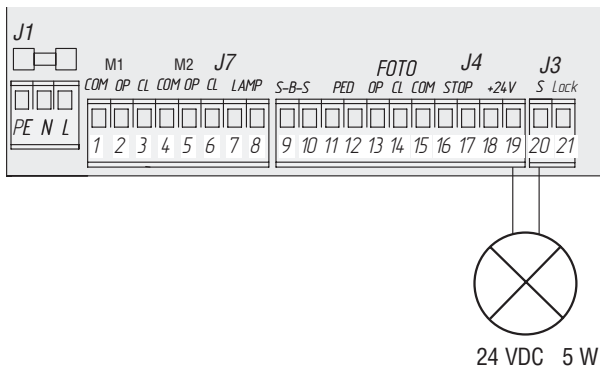 J1
M1 M2 J7 FOTO J4 J3
COM OP CL COM OP CL LAMP S-B-S PED OP CL COM STOP +24V S Lock
PE N L
1 2 3 4 5 6 7 8 9 10 11 12 13 14 15 16 17 18 19 20 21
24 VDC 5 W